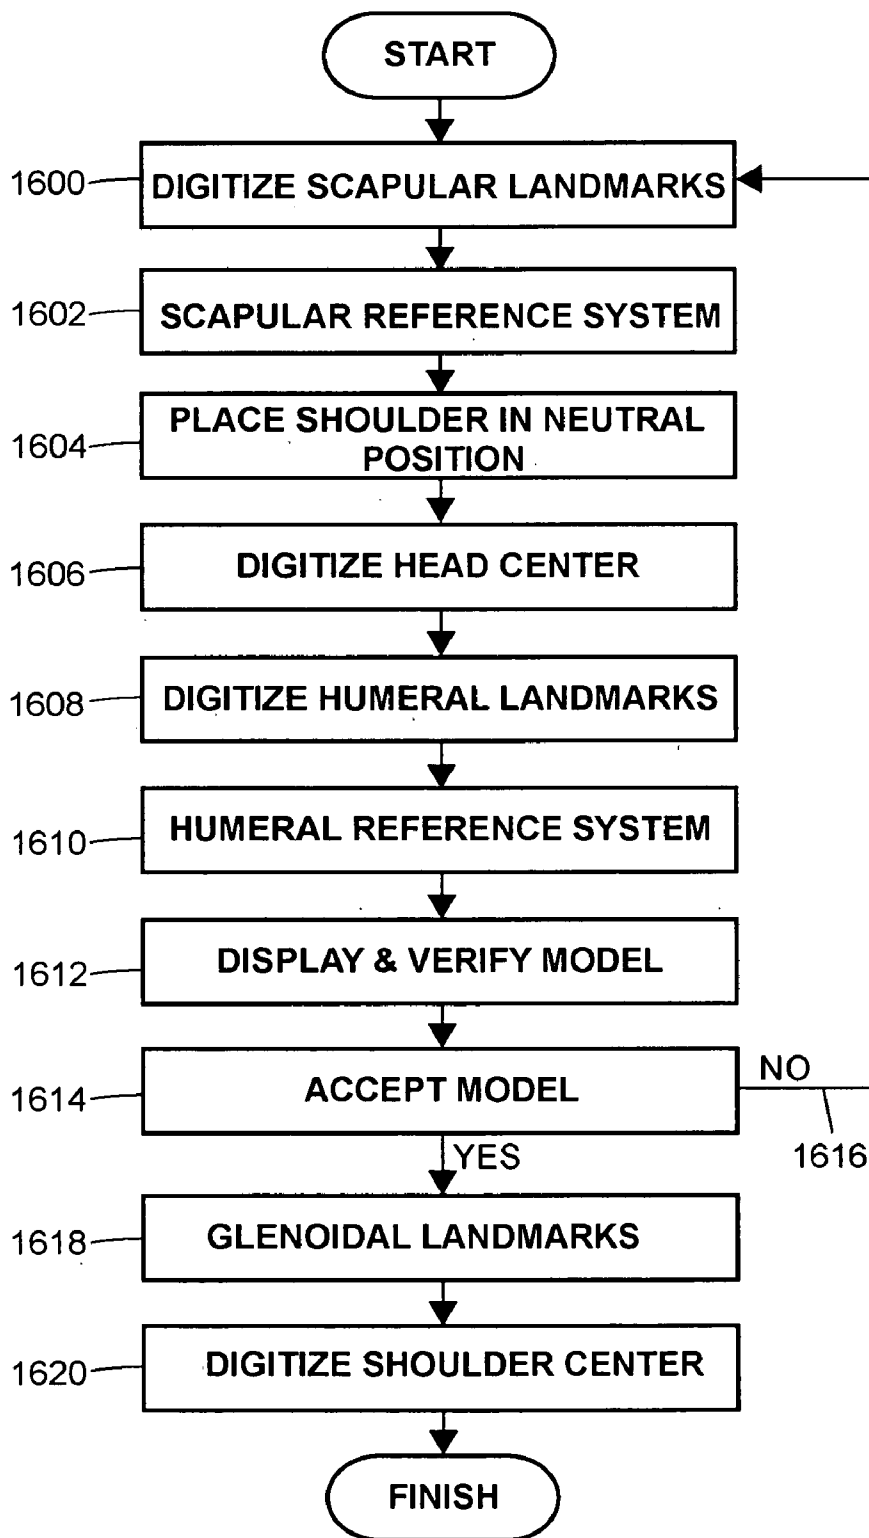 START
1600
DIGITIZE SCAPULAR LANDMARKS
1602
SCAPULAR REFERENCE SYSTEM
1604
PLACE SHOULDER IN NEUTRAL
POSITION
1606
DIGITIZE HEAD CENTER
1608
DIGITIZE HUMERAL LANDMARKS
1610
HUMERAL REFERENCE SYSTEM
1612
DISPLAY & VERIFY MODEL
1614
ACCEPT MODEL
NO
1616
YES
1618
GLENOIDAL LANDMARKS
1620
DIGITIZE SHOULDER CENTER
FINISH